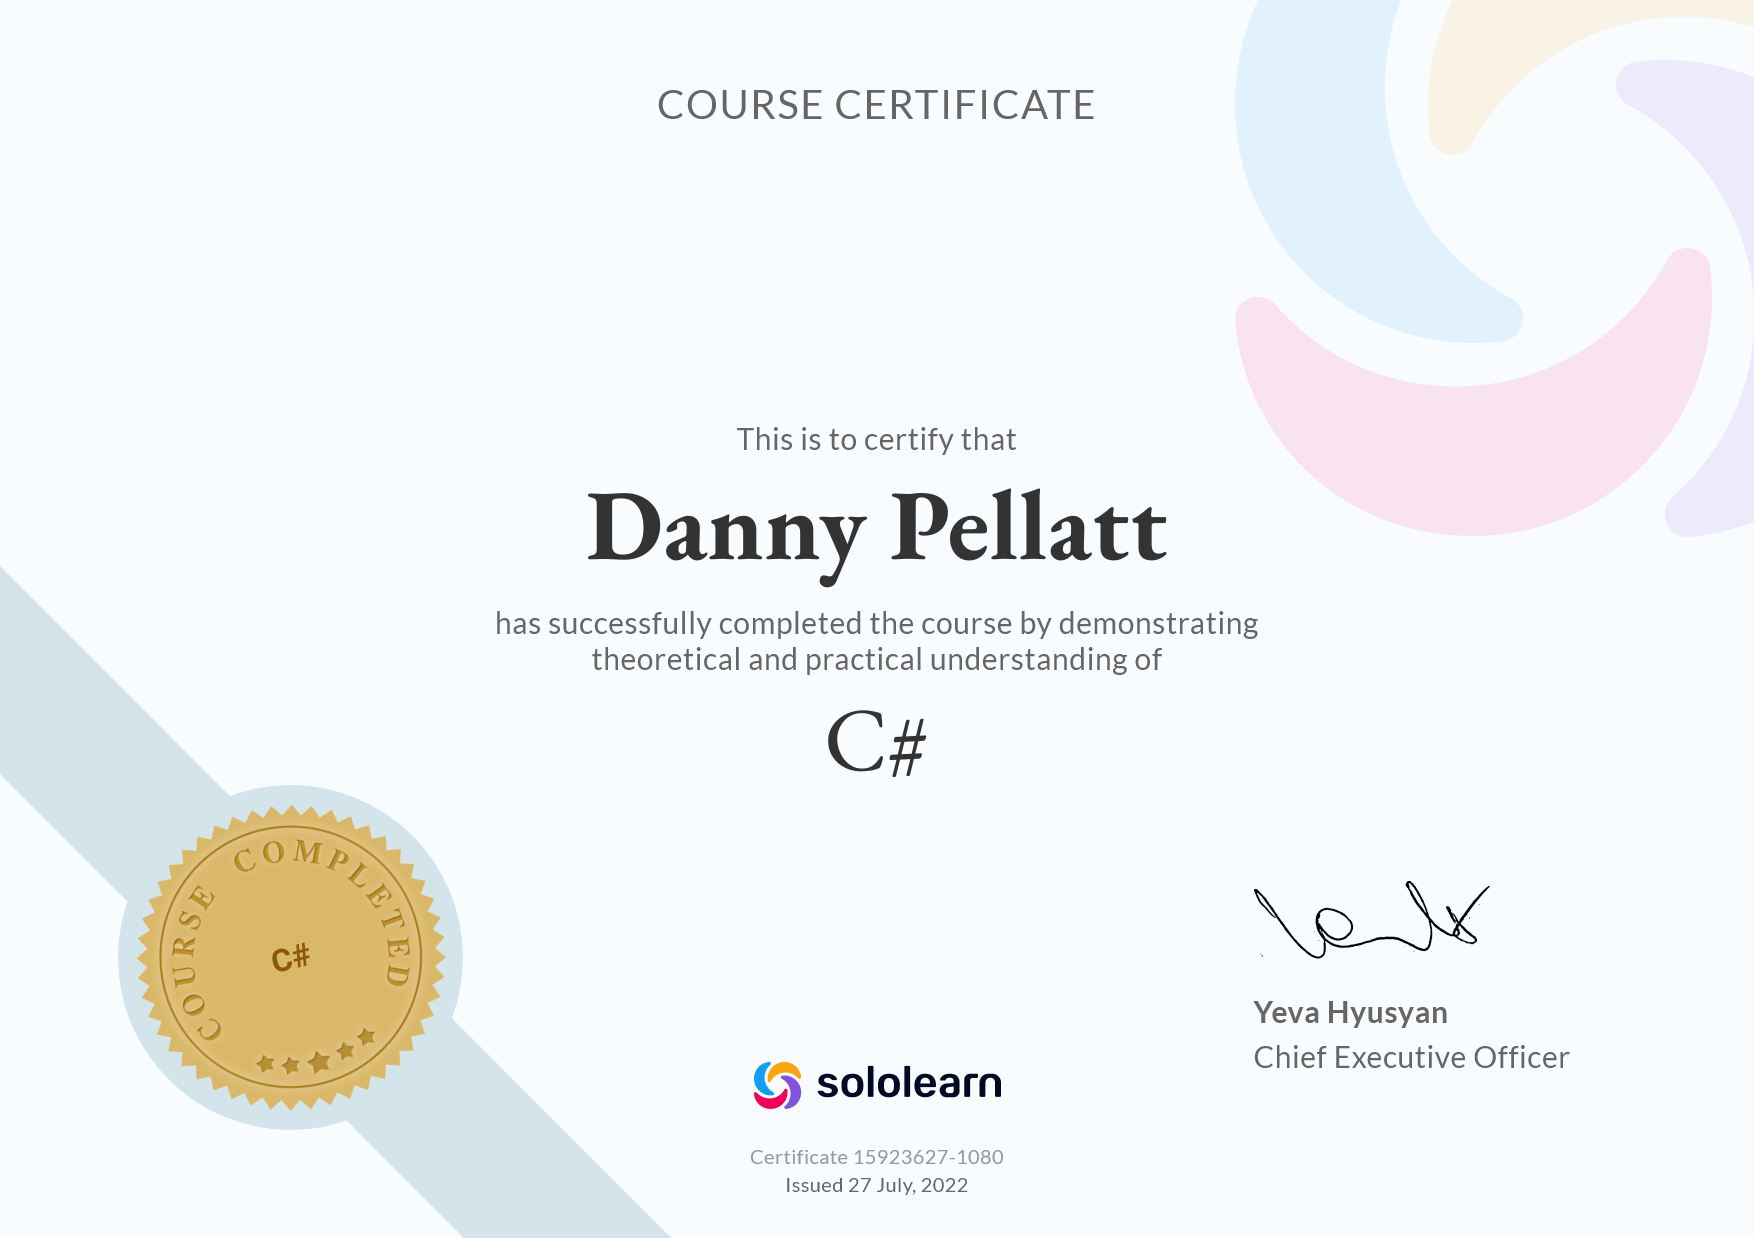 COURSE CERTIFICATE
This is to certify that
Danny Pellatt
has successfully completed the course by demonstrating
theoretical and practical understanding of
C#
COURSE COMPLETED
C#
Yeva Hyusyan
Chief Executive Officer
sololearn
Certificate 15923627-1080
Issued 27 July, 2022